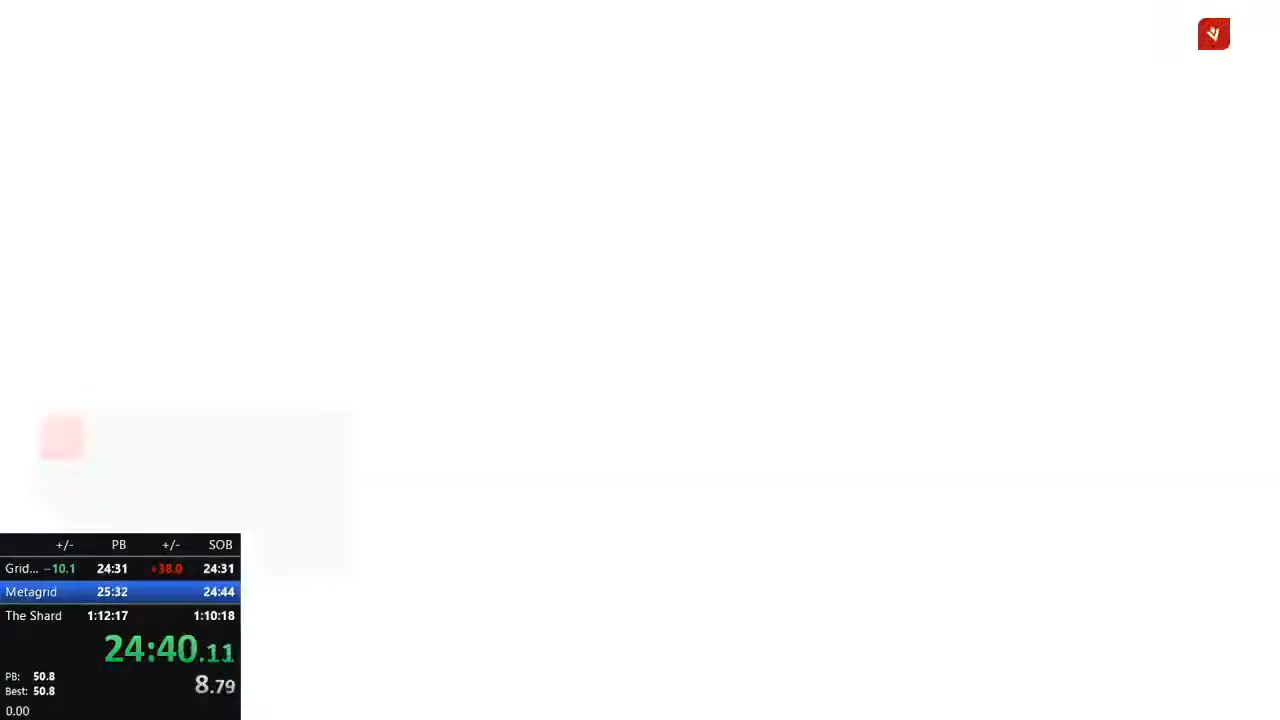 +/- PB +/- SOB
Grid... −10.1 24:31 +38.0 24:31
Metagrid 25:32 24:44
The Shard 1:12:17 1:10:18
24:40.11
PB: 50.8
8.79
Best: 50.8
0.00